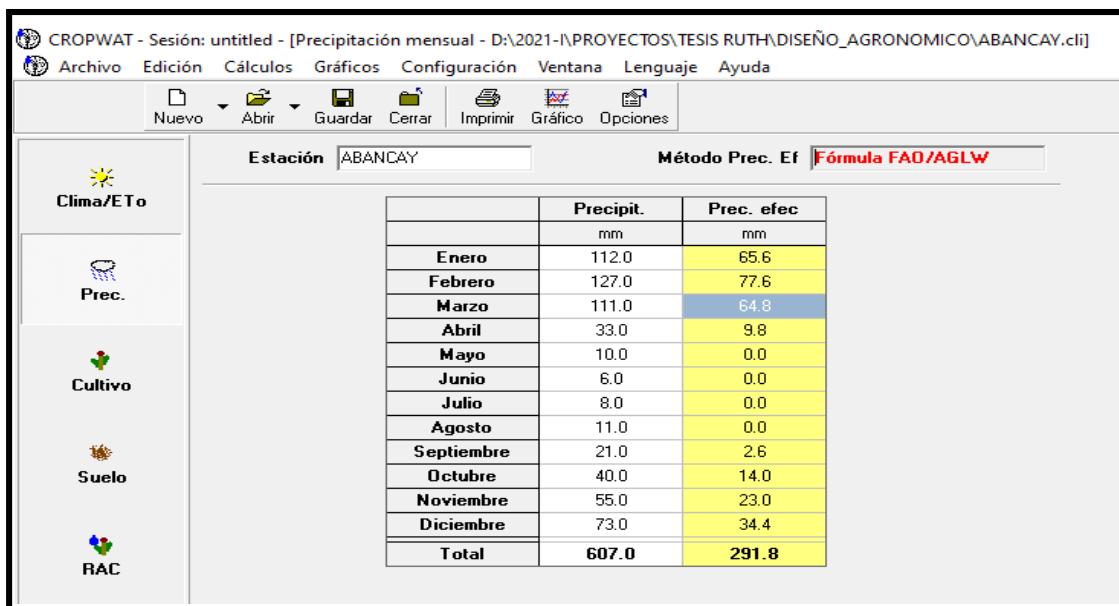 CROPWAT - Sesión: untitled - [Precipitación mensual - D:\2021-I\PROYECTOS\TESIS RUTH\DISEÑO_AGRONOMICO\ABANCAY.cli]
Archivo Edición Cálculos Gráficos Configuración Ventana Lenguaje Ayuda
Nuevo Abrir Guardar Cerrar Imprimir Gráfico Opciones
Estación ABANCAY Método Prec. Ef Fórmula FAO/AGLW
Clima/ETo
Prec.
Cultivo
Suelo
RAC
Precipit. Prec. efec
mm mm
Enero 112.0 65.6
Febrero 127.0 77.6
Marzo 111.0 64.8
Abril 33.0 9.8
Mayo 10.0 0.0
Junio 6.0 0.0
Julio 8.0 0.0
Agosto 11.0 0.0
Septiembre 21.0 2.6
Octubre 40.0 14.0
Noviembre 55.0 23.0
Diciembre 73.0 34.4
Total 607.0 291.8